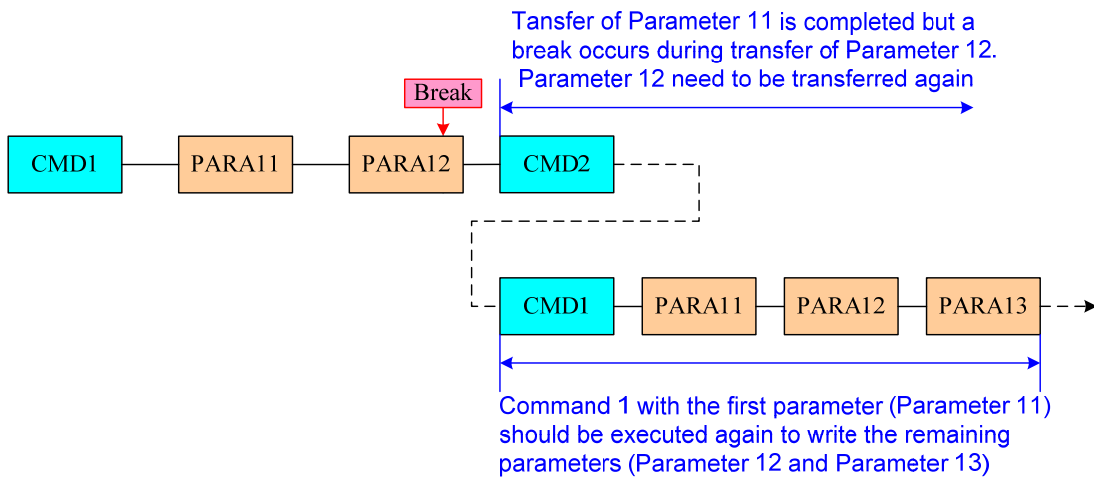 Tansfer of Parameter 11 is completed but a
break occurs during transfer of Parameter 12.
Parameter 12 need to be transferred again
Break
CMD1
PARA11
PARA12
CMD2
CMD1
PARA11
PARA12
PARA13
Command 1 with the first parameter (Parameter 11)
should be executed again to write the remaining
parameters (Parameter 12 and Parameter 13)